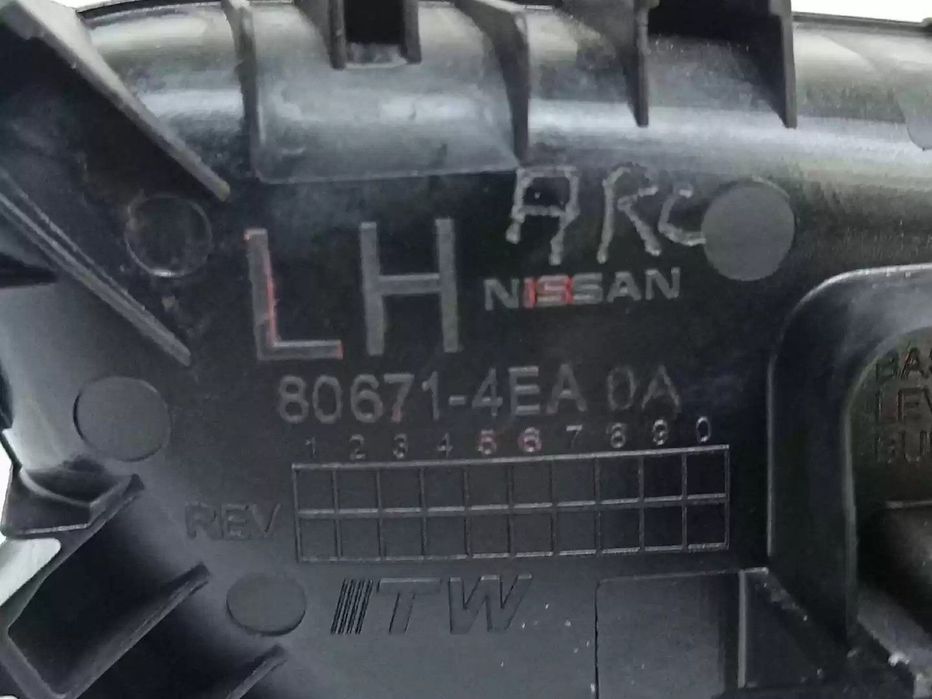 ARC
LH
NISSAN
80671-4EA 0A
1 2 3 4 5 6 7 8 9 0
REV
ITW